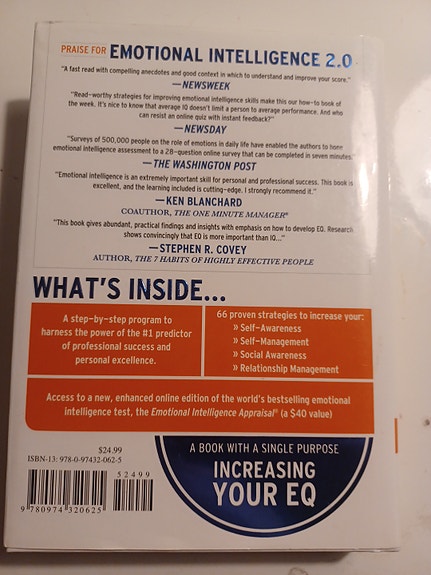 PRAISE FOR EMOTIONAL INTELLIGENCE 2.0
"A fast read with compelling anecdotes and good context in which to understand and improve your score."
—NEWSWEEK
"Read-worthy strategies for improving emotional intelligence skills make this our how-to book of
the week. It's nice to know that average IQ doesn't limit a person to average performance. And who
can resist an online quiz with instant feedback?"
—NEWSDAY
"Surveys of 500,000 people on the role of emotions in daily life have enabled the authors to hone
emotional intelligence assessment to a 28-question online survey that can be completed in seven minutes."
—THE WASHINGTON POST
"Emotional intelligence is an extremely important skill for personal and professional success. This book is
excellent, and the learning included is cutting-edge. I strongly recommend it."
—KEN BLANCHARD
COAUTHOR, THE ONE MINUTE MANAGER®
"This book gives abundant, practical findings and insights with emphasis on how to develop EQ. Research
shows convincingly that EQ is more important than IQ..."
—STEPHEN R. COVEY
AUTHOR, THE 7 HABITS OF HIGHLY EFFECTIVE PEOPLE
WHAT'S INSIDE...
A step-by-step program to
harness the power of the #1 predictor
of professional success and
personal excellence.
66 proven strategies to increase your:
» Self-Awareness
» Self-Management
» Social Awareness
» Relationship Management
Access to a new, enhanced online edition of the world's bestselling emotional
intelligence test, the Emotional Intelligence Appraisal® (a $40 value)
$24.99
ISBN-13: 978-0-97432-062-5
52499
9 780974 320625
A BOOK WITH A SINGLE PURPOSE
INCREASING
YOUR EQ